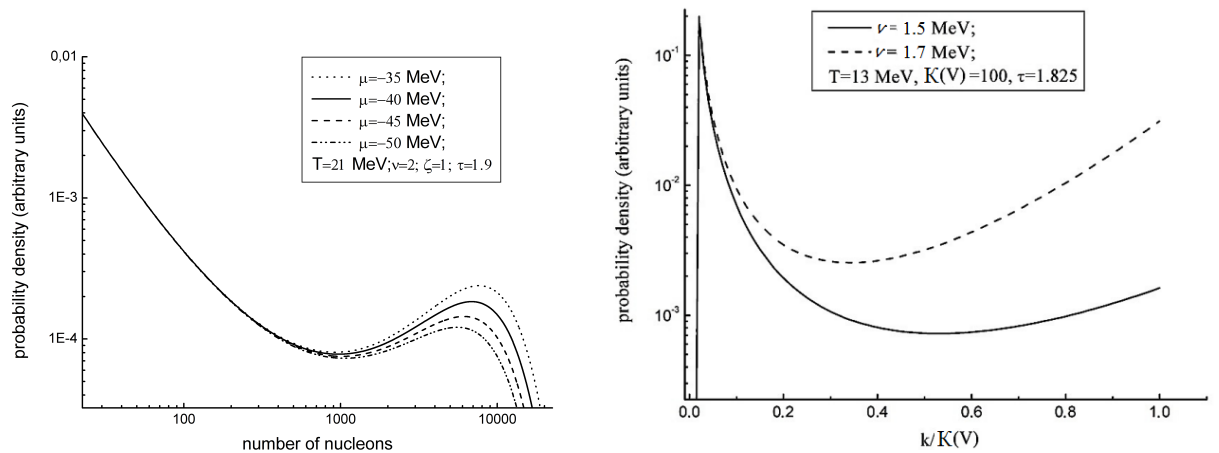 0,01
1E-3
1E-4
probability density (arbitrary units)
μ=−35 MeV;
μ=−40 MeV;
μ=−45 MeV;
μ=−50 MeV;
T=21 MeV;ν=2; ζ=1; τ=1.9
100
1000
10000
number of nucleons
10⁻¹
10⁻²
10⁻³
probability density (arbitrary units)
ν = 1.5 MeV;
ν = 1.7 MeV;
T=13 MeV, K(V)=100, τ=1.825
0.0 0.2 0.4 0.6 0.8 1.0
k/K(V)